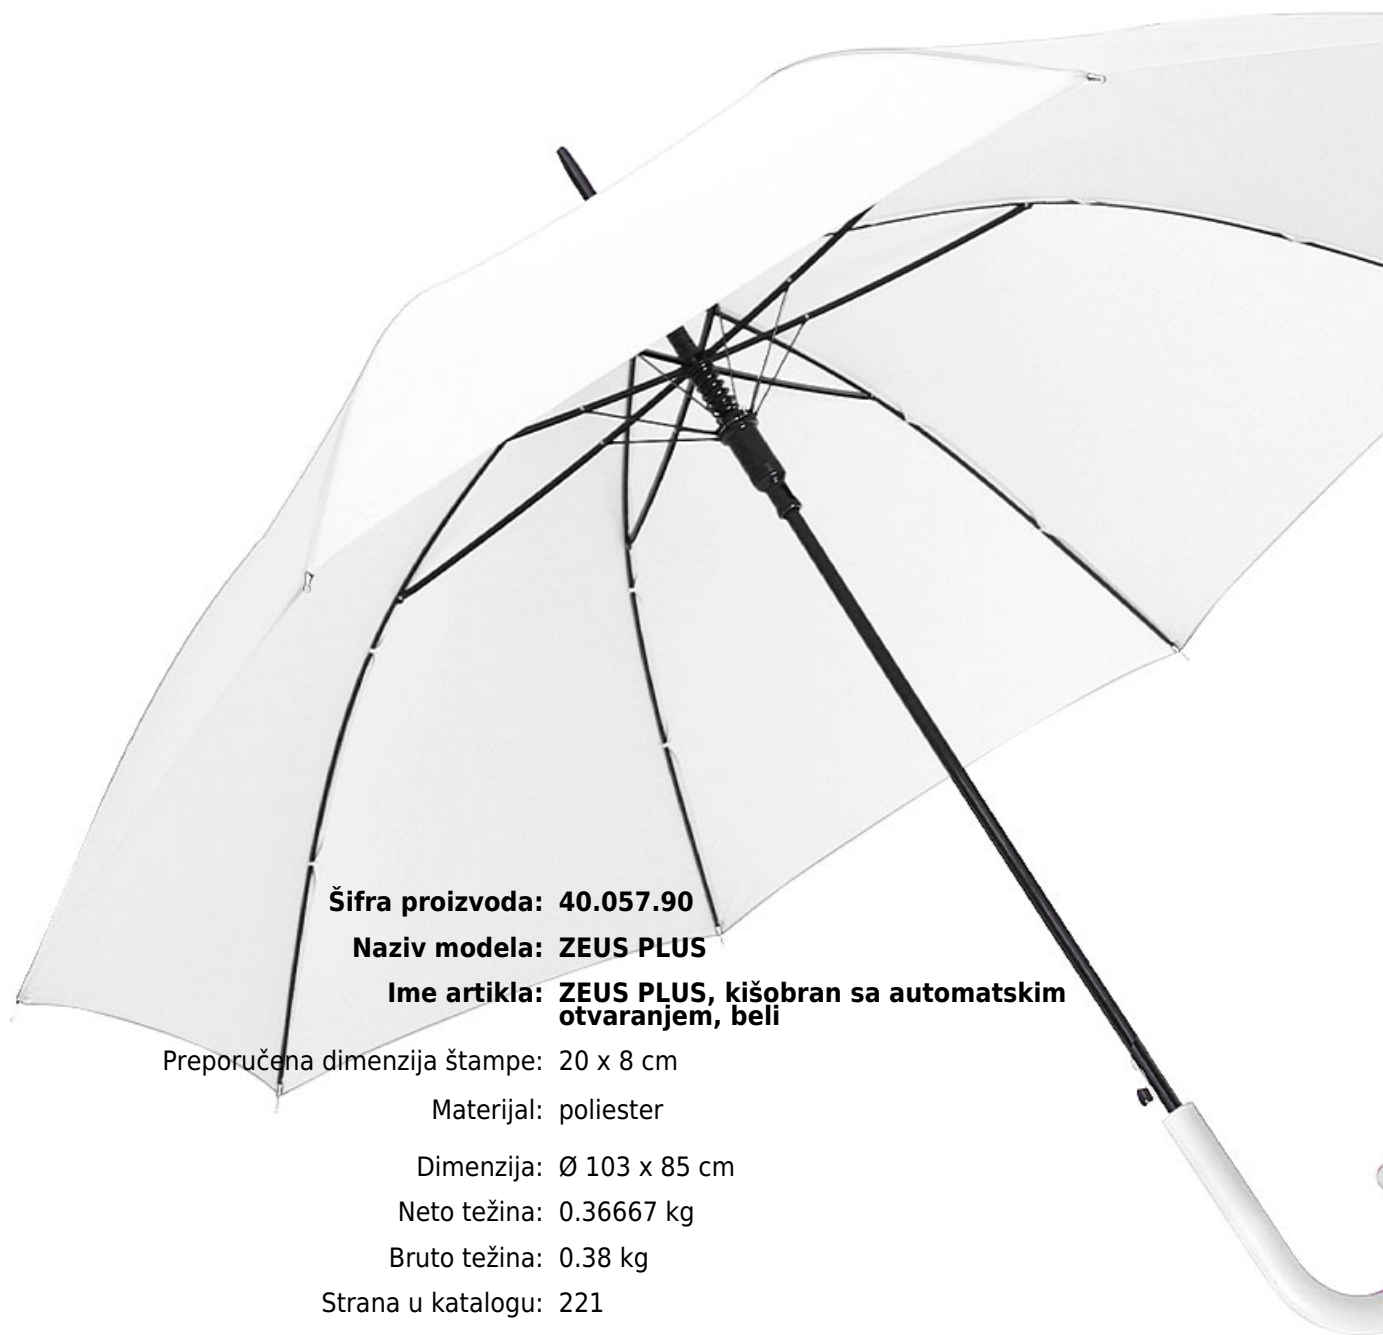 Šifra proizvoda: 40.057.90
Naziv modela: ZEUS PLUS
Ime artikla: ZEUS PLUS, kišobran sa automatskim
otvaranjem, beli
Preporučena dimenzija štampe: 20 x 8 cm
Materijal: poliester
Dimenzija: Ø 103 x 85 cm
Neto težina: 0.36667 kg
Bruto težina: 0.38 kg
Strana u katalogu: 221